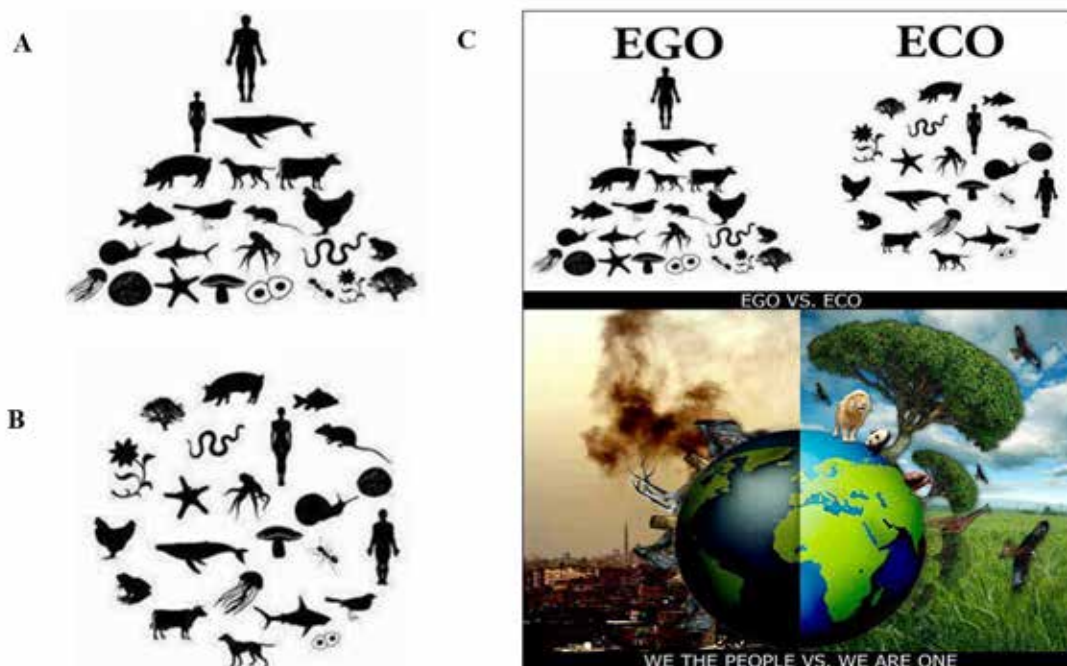 A
C
EGO ECO
EGO VS. ECO
B
WE THE PEOPLE VS. WE ARE ONE